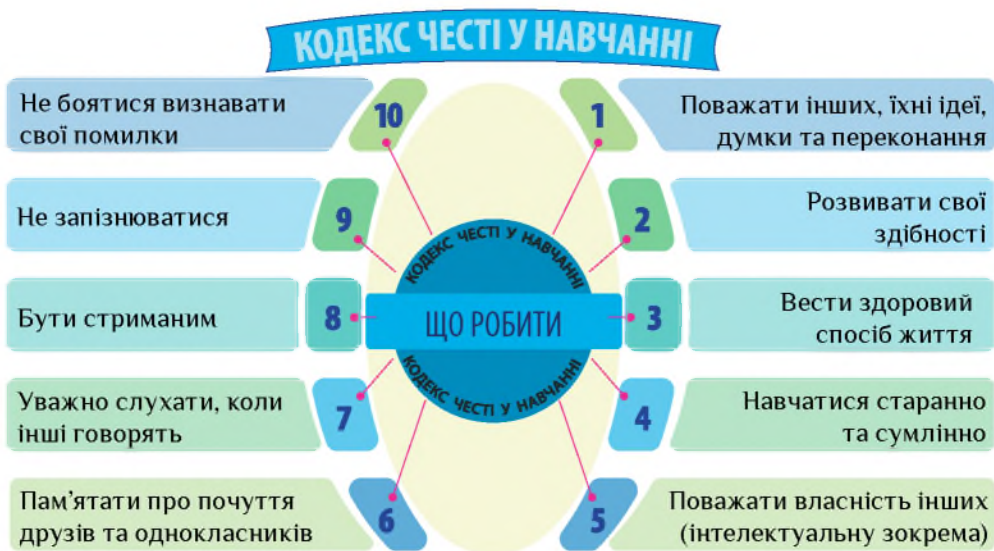 КОДЕКС ЧЕСТІ У НАВЧАННІ
1
Поважати інших, їхні ідеї,
думки та переконання
2
Розвивати свої
здібності
3
Вести здоровий
спосіб життя
4
Навчатися старанно
та сумлінно
5
Поважати власність інших
(інтелектуальну зокрема)
6
Пам’ятати про почуття
друзів та однокласників
7
Уважно слухати, коли
інші говорять
8
Бути стриманим
9
Не запізнюватися
10
Не боятися визнавати
свої помилки
КОДЕКС ЧЕСТІ У НАВЧАННІ
ЩО РОБИТИ
КОДЕКС ЧЕСТІ У НАВЧАННІ